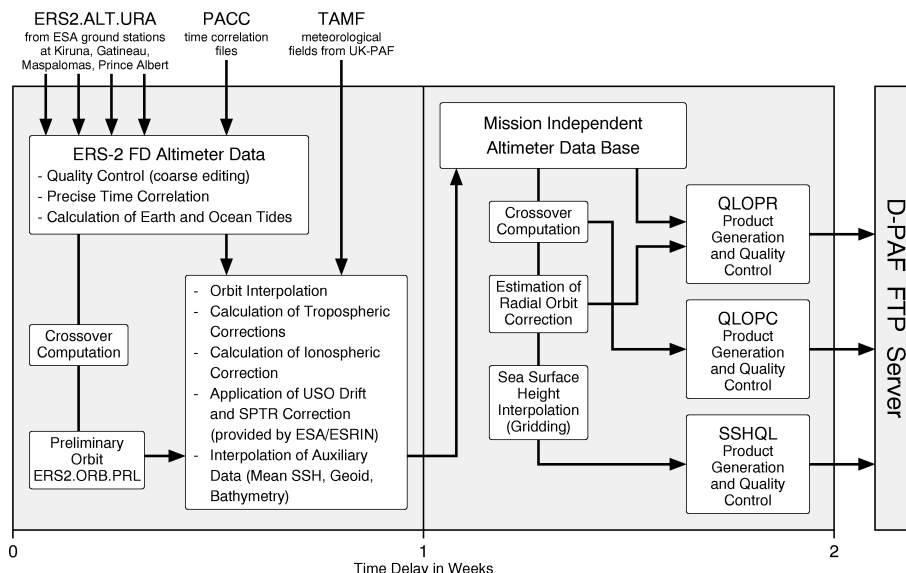 ERS2.ALT.URA
from ESA ground stations
at Kiruna, Gatineau,
Maspalomas, Prince Albert
PACC
time correlation
files
TAMF
meteorological
fields from UK-PAF
ERS-2 FD Altimeter Data
- Quality Control (coarse editing)
- Precise Time Correlation
- Calculation of Earth and Ocean Tides
Crossover
Computation
Preliminary
Orbit
ERS2.ORB.PRL
- Orbit Interpolation
- Calculation of Tropospheric
Corrections
- Calculation of Ionospheric
Correction
- Application of USO Drift
and SPTR Correction
(provided by ESA/ESRIN)
- Interpolation of Auxiliary
Data (Mean SSH, Geoid,
Bathymetry)
Mission Independent
Altimeter Data Base
Crossover
Computation
Estimation of
Radial Orbit
Correction
Sea Surface
Height
Interpolation
(Gridding)
QLOPR
Product
Generation
and Quality
Control
QLOPC
Product
Generation
and Quality
Control
SSHQL
Product
Generation
and Quality
Control
D-PAF FTP Server
0
1
2
Time Delay in Weeks